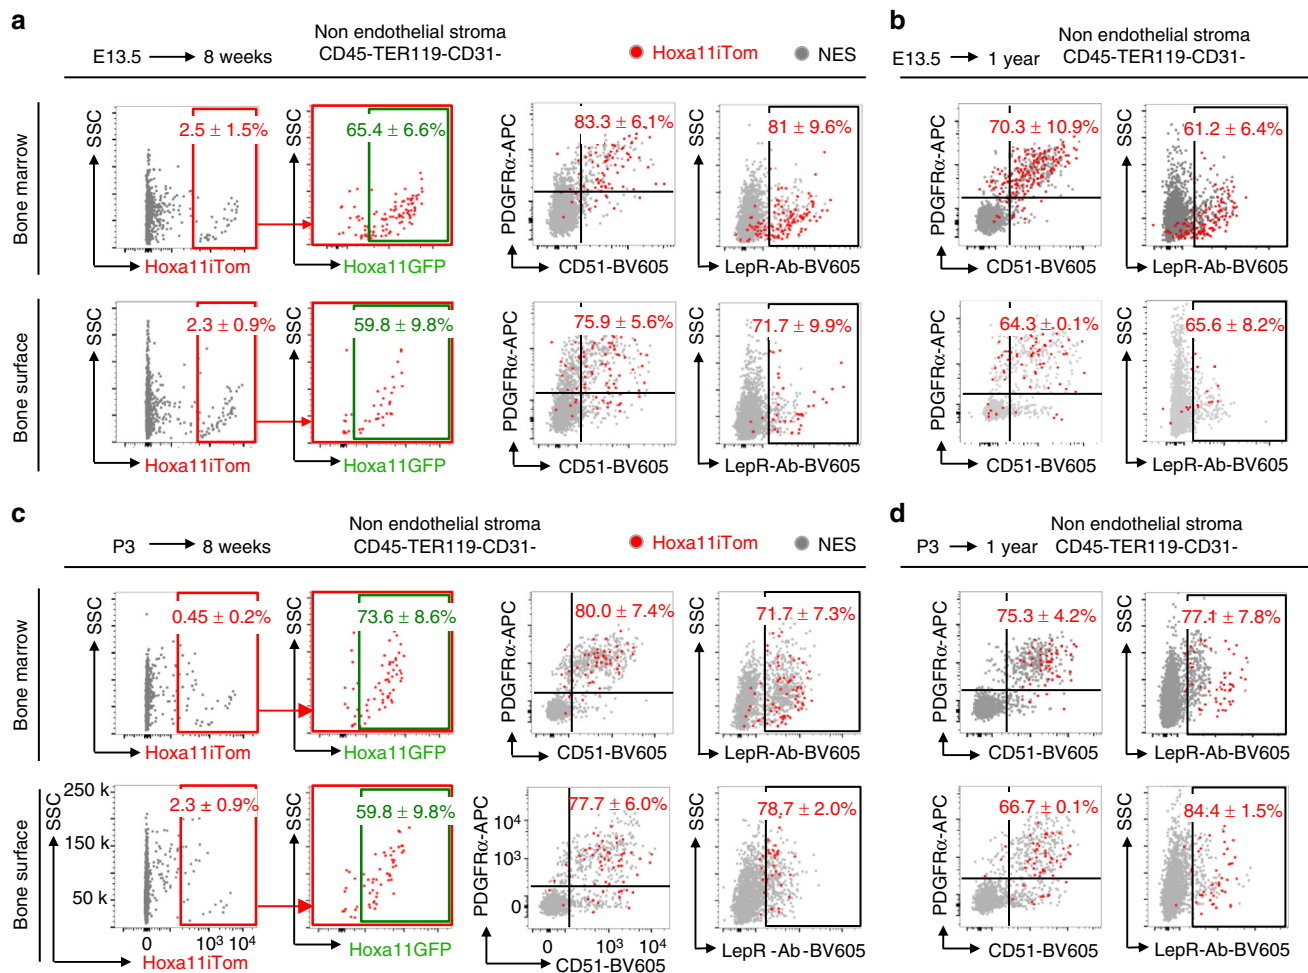 a
E13.5 → 8 weeks
Non endothelial stroma
CD45-TER119-CD31-
Hoxa11iTom
NES
Bone marrow
SSC
2.5 ± 1.5%
Hoxa11iTom
SSC
65.4 ± 6.6%
Hoxa11GFP
PDGFRα-APC
83.3 ± 6.1%
CD51-BV605
SSC
81 ± 9.6%
LepR-Ab-BV605
Bone surface
SSC
2.3 ± 0.9%
Hoxa11iTom
SSC
59.8 ± 9.8%
Hoxa11GFP
PDGFRα-APC
75.9 ± 5.6%
CD51-BV605
SSC
71.7 ± 9.9%
LepR-Ab-BV605
b
E13.5 → 1 year
Non endothelial stroma
CD45-TER119-CD31-
PDGFRα-APC
70.3 ± 10.9%
CD51-BV605
SSC
61.2 ± 6.4%
LepR-Ab-BV605
PDGFRα-APC
64.3 ± 0.1%
CD51-BV605
SSC
65.6 ± 8.2%
LepR-Ab-BV605
c
P3 → 8 weeks
Non endothelial stroma
CD45-TER119-CD31-
Hoxa11iTom
NES
Bone marrow
SSC
0.45 ± 0.2%
Hoxa11iTom
SSC
73.6 ± 8.6%
Hoxa11GFP
PDGFRα-APC
80.0 ± 7.4%
CD51-BV605
SSC
71.7 ± 7.3%
LepR-Ab-BV605
Bone surface
SSC
250 k
150 k
50 k
2.3 ± 0.9%
0 10³ 10⁴
Hoxa11iTom
SSC
59.8 ± 9.8%
Hoxa11GFP
PDGFRα-APC
10⁴
10³
0
77.7 ± 6.0%
0 10³ 10⁴
CD51-BV605
SSC
78.7 ± 2.0%
LepR -Ab -BV605
d
P3 → 1 year
Non endothelial stroma
CD45-TER119-CD31-
PDGFRα-APC
75.3 ± 4.2%
CD51-BV605
SSC
77.1 ± 7.8%
LepR-Ab-BV605
PDGFRα-APC
66.7 ± 0.1%
CD51-BV605
SSC
84.4 ± 1.5%
LepR-Ab-BV605